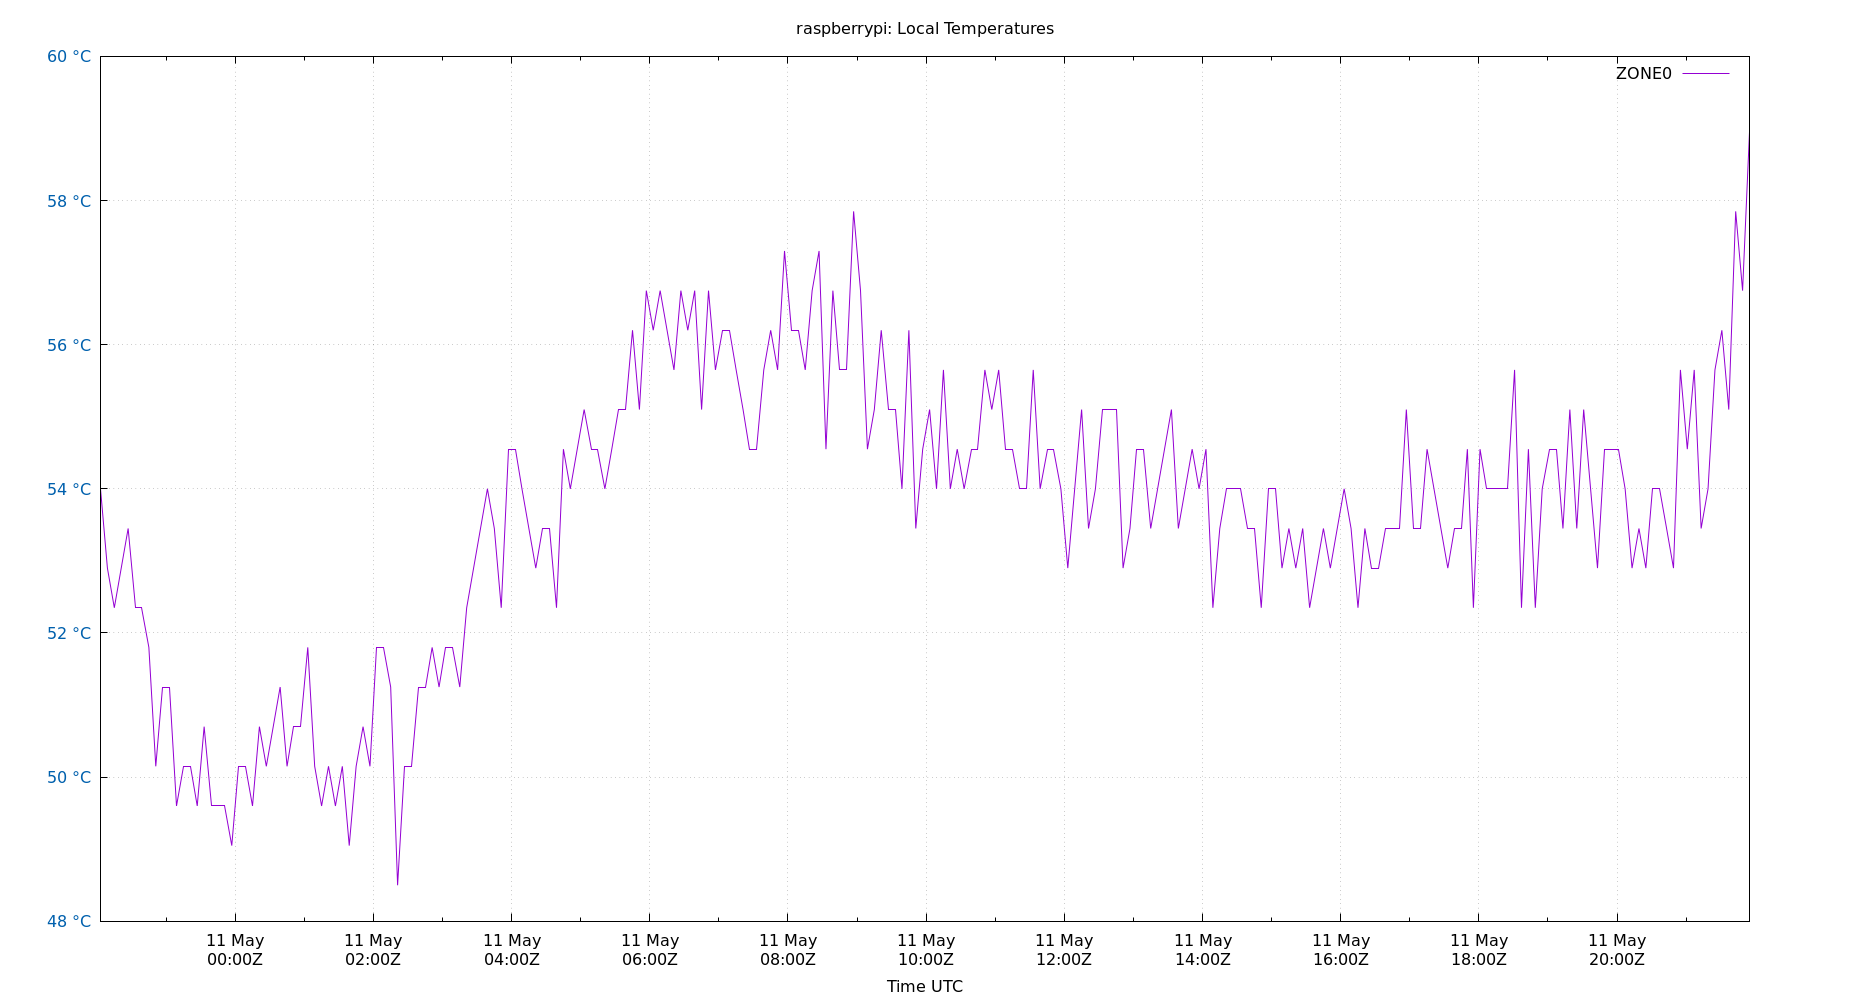 raspberrypi: Local Temperatures
60 °C
ZONE0
58 °C
56 °C
54 °C
52 °C
50 °C
48 °C
11 May 11 May 11 May 11 May 11 May 11 May 11 May 11 May 11 May 11 May 11 May
00:00Z 02:00Z 04:00Z 06:00Z 08:00Z 10:00Z 12:00Z 14:00Z 16:00Z 18:00Z 20:00Z
Time UTC